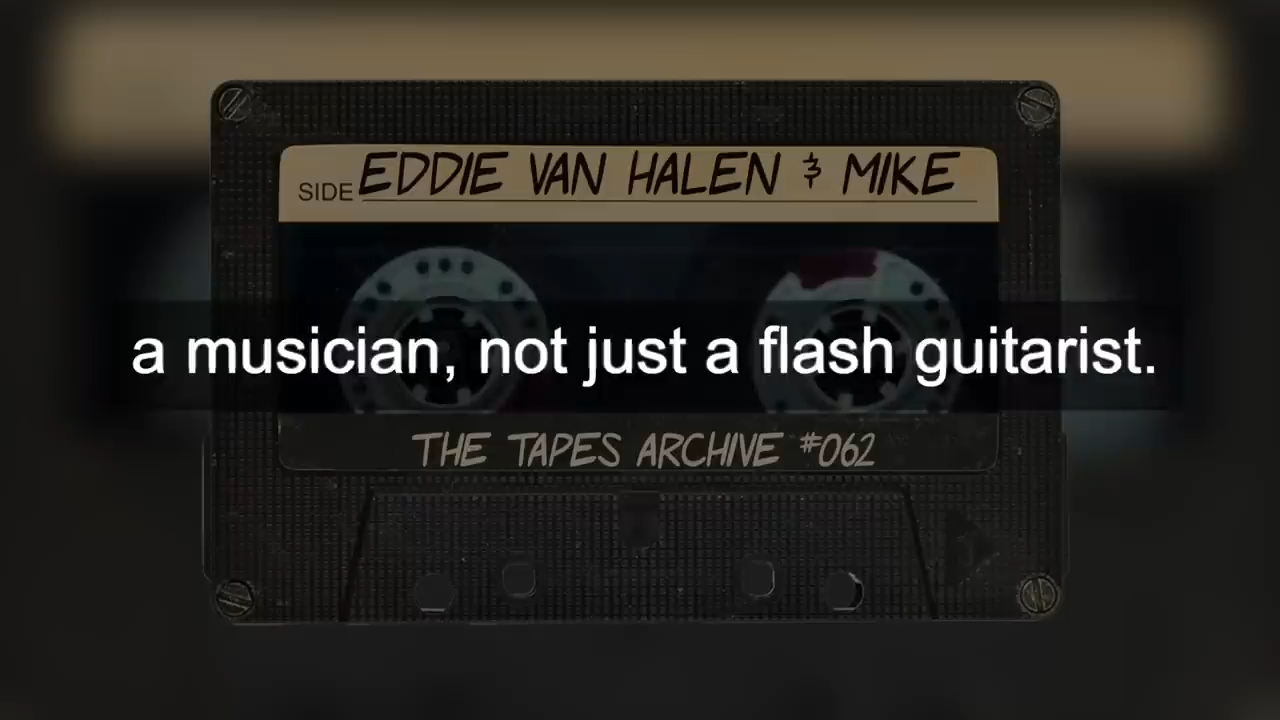 SIDE EDDIE VAN HALEN & MIKE
a musician, not just a flash guitarist.
THE TAPES ARCHIVE #062